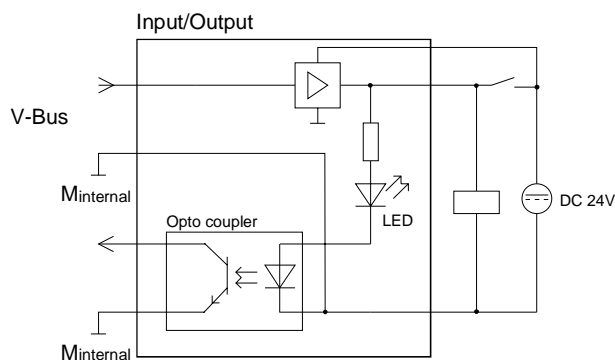 Input/Output
V-Bus
Minternal
Opto coupler
LED
DC 24V
Minternal